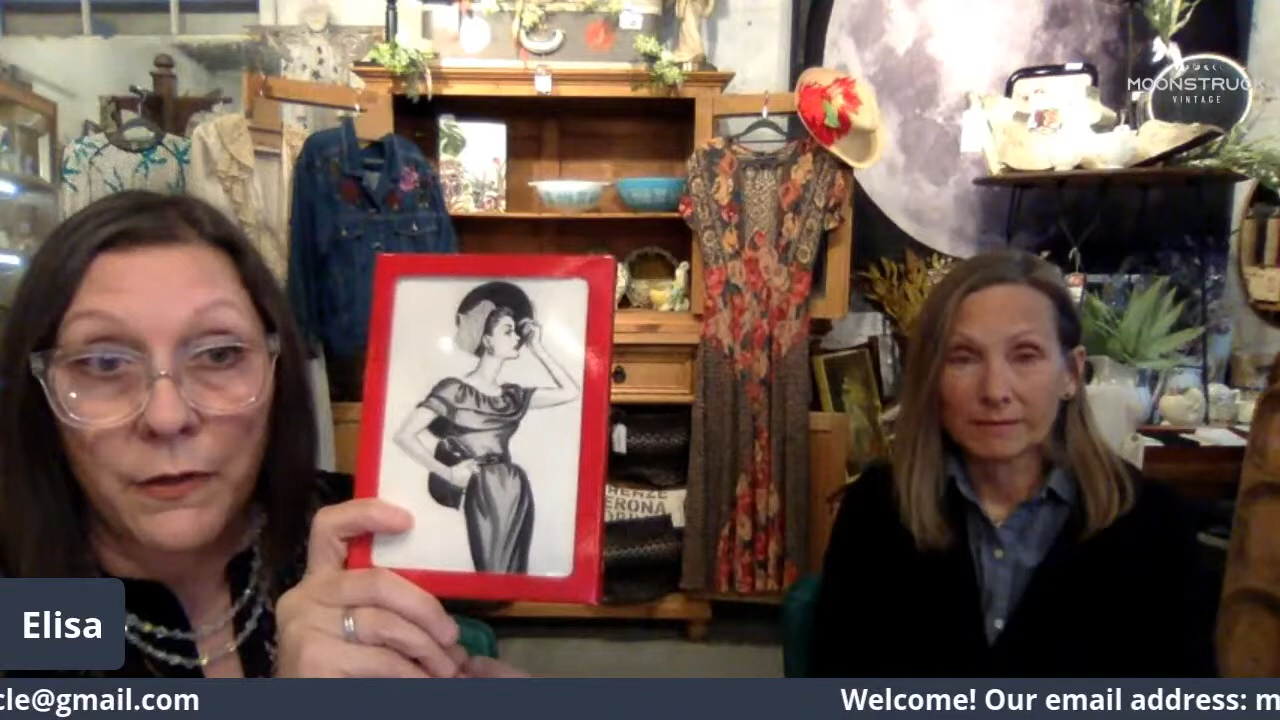 MOONSTRUCK
VINTAGE
ERONA
Elisa
cle@gmail.com
Welcome! Our email address: m